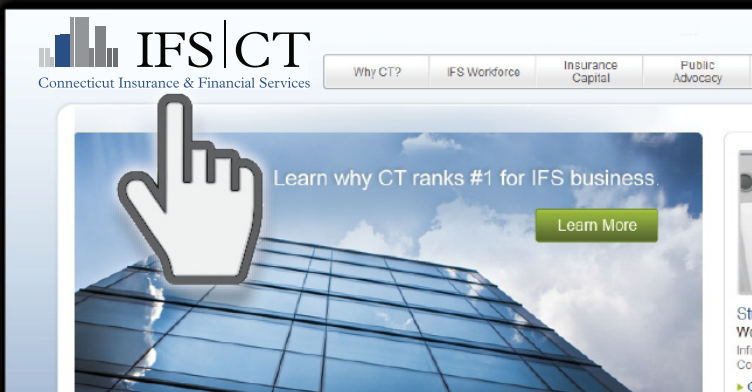 IFS|CT
Connecticut Insurance & Financial Services
Why CT?
IFS Workforce
Insurance
Capital
Public
Advocacy
Learn why CT ranks #1 for IFS business.
Learn More